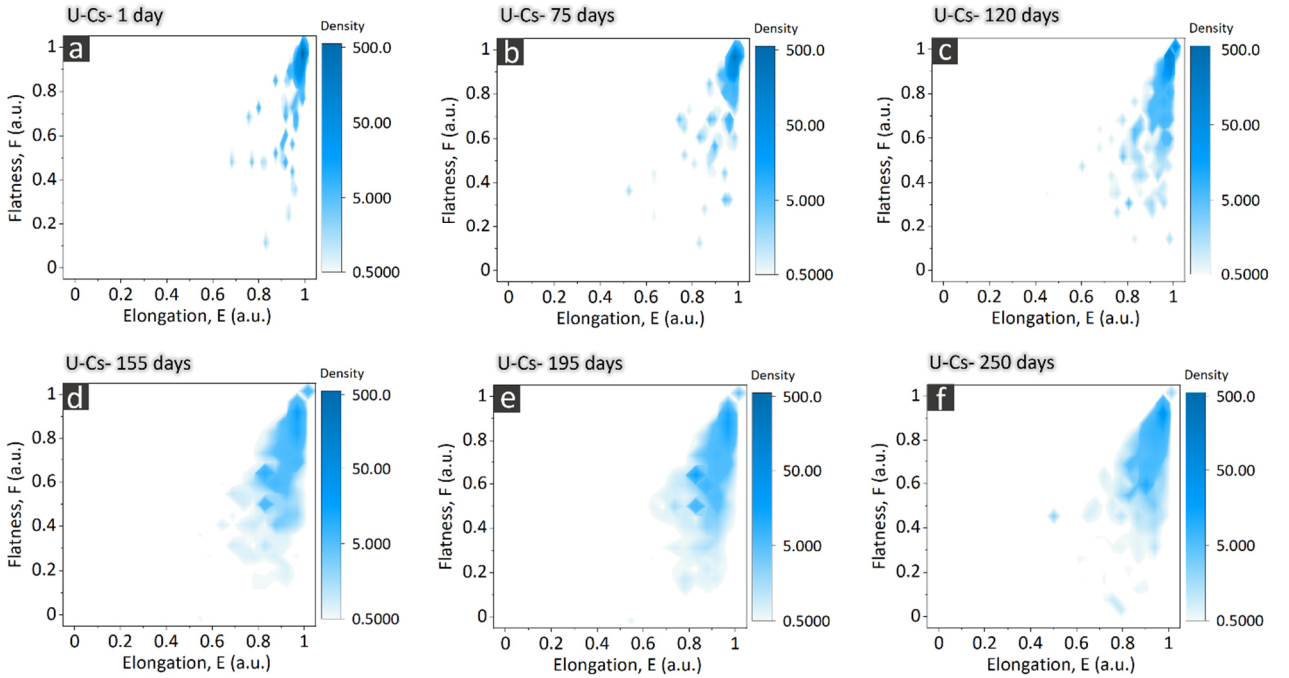 U-Cs- 1 day
a
Density
500.0
50.00
5.000
0.5000
1
0.8
0.6
0.4
0.2
0
Flatness, F (a.u.)
0 0.2 0.4 0.6 0.8 1
Elongation, E (a.u.)
U-Cs- 75 days
b
Density
500.0
50.00
5.000
0.5000
1
0.8
0.6
0.4
0.2
0
Flatness, F (a.u.)
0 0.2 0.4 0.6 0.8 1
Elongation, E (a.u.)
U-Cs- 120 days
c
Density
500.0
50.00
5.000
0.5000
1
0.8
0.6
0.4
0.2
0
Flatness, F (a.u.)
0 0.2 0.4 0.6 0.8 1
Elongation, E (a.u.)
U-Cs- 155 days
d
Density
500.0
50.00
5.000
0.5000
1
0.8
0.6
0.4
0.2
0
Flatness, F (a.u.)
0 0.2 0.4 0.6 0.8 1
Elongation, E (a.u.)
U-Cs- 195 days
e
Density
500.0
50.00
5.000
0.5000
1
0.8
0.6
0.4
0.2
0
Flatness, F (a.u.)
0 0.2 0.4 0.6 0.8 1
Elongation, E (a.u.)
U-Cs- 250 days
f
Density
500.0
50.00
5.000
0.5000
1
0.8
0.6
0.4
0.2
0
Flatness, F (a.u.)
0 0.2 0.4 0.6 0.8 1
Elongation, E (a.u.)